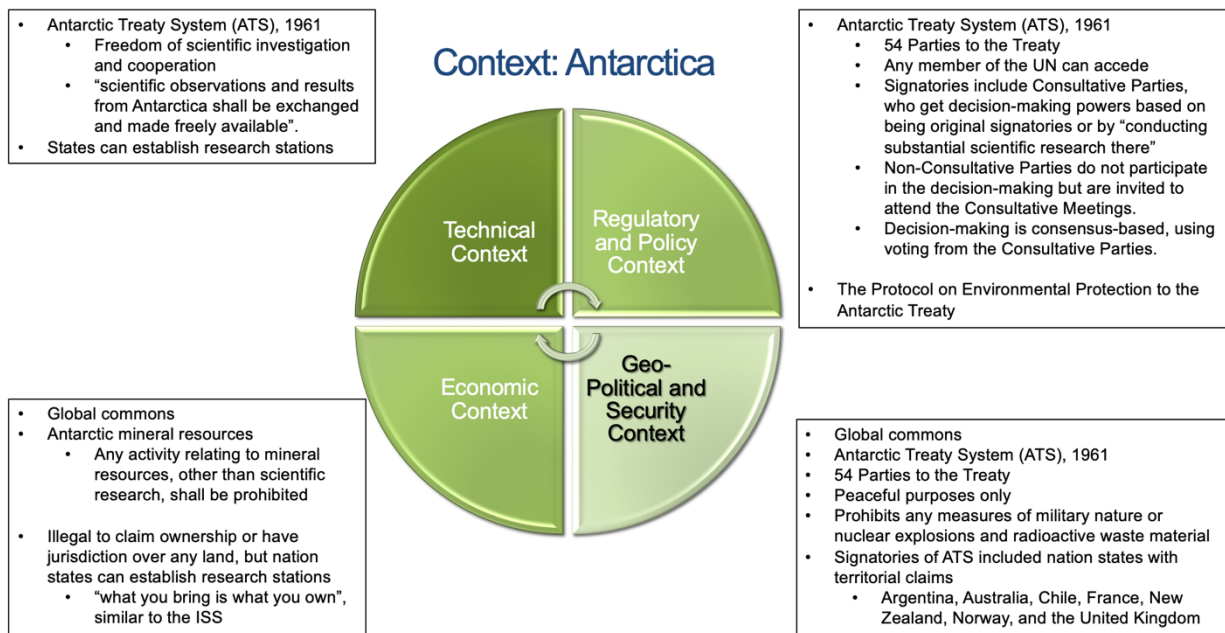 Context: Antarctica
• Antarctic Treaty System (ATS), 1961
• Freedom of scientific investigation
and cooperation
• “scientific observations and results
from Antarctica shall be exchanged
and made freely available”.
• States can establish research stations
• Antarctic Treaty System (ATS), 1961
• 54 Parties to the Treaty
• Any member of the UN can accede
• Signatories include Consultative Parties,
who get decision-making powers based on
being original signatories or by “conducting
substantial scientific research there”
• Non-Consultative Parties do not participate
in the decision-making but are invited to
attend the Consultative Meetings.
• Decision-making is consensus-based, using
voting from the Consultative Parties.
• The Protocol on Environmental Protection to the
Antarctic Treaty
Technical
Context
Regulatory
and Policy
Context
Economic
Context
Geo-
Political and
Security
Context
• Global commons
• Antarctic mineral resources
• Any activity relating to mineral
resources, other than scientific
research, shall be prohibited
• Illegal to claim ownership or have
jurisdiction over any land, but nation
states can establish research stations
• “what you bring is what you own”,
similar to the ISS
• Global commons
• Antarctic Treaty System (ATS), 1961
• 54 Parties to the Treaty
• Peaceful purposes only
• Prohibits any measures of military nature or
nuclear explosions and radioactive waste material
• Signatories of ATS included nation states with
territorial claims
• Argentina, Australia, Chile, France, New
Zealand, Norway, and the United Kingdom